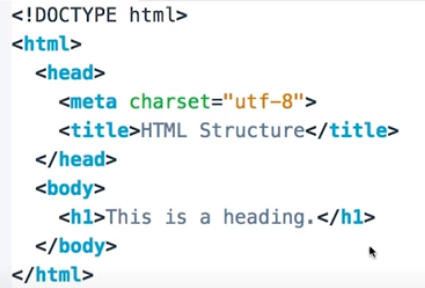 <!DOCTYPE html>
<html>
  <head>
    <meta charset="utf-8">
    <title>HTML Structure</title>
  </head>
  <body>
    <h1>This is a heading.</h1>
  </body>
</html>